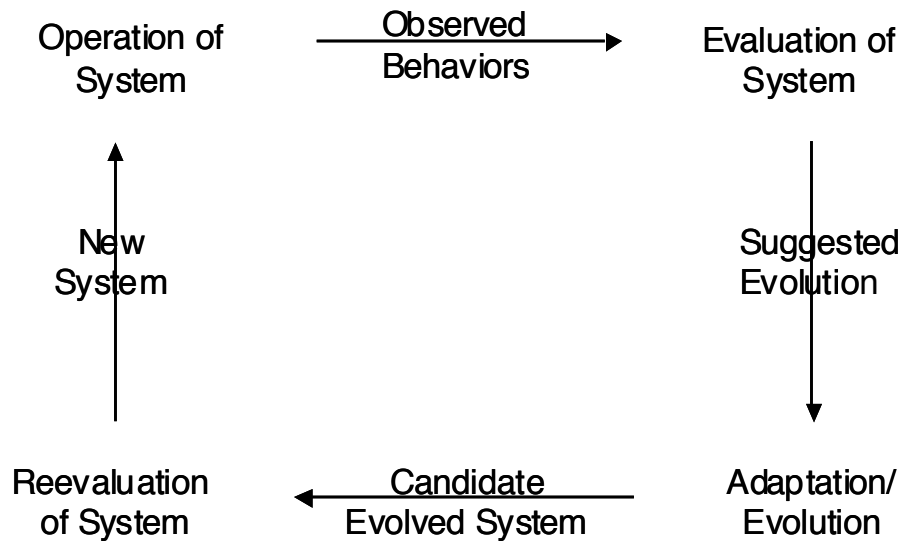 Operation of
System
Observed
Behaviors
Evaluation of
System
New
System
Suggested
Evolution
Reevaluation
of System
Candidate
Evolved System
Adaptation/
Evolution